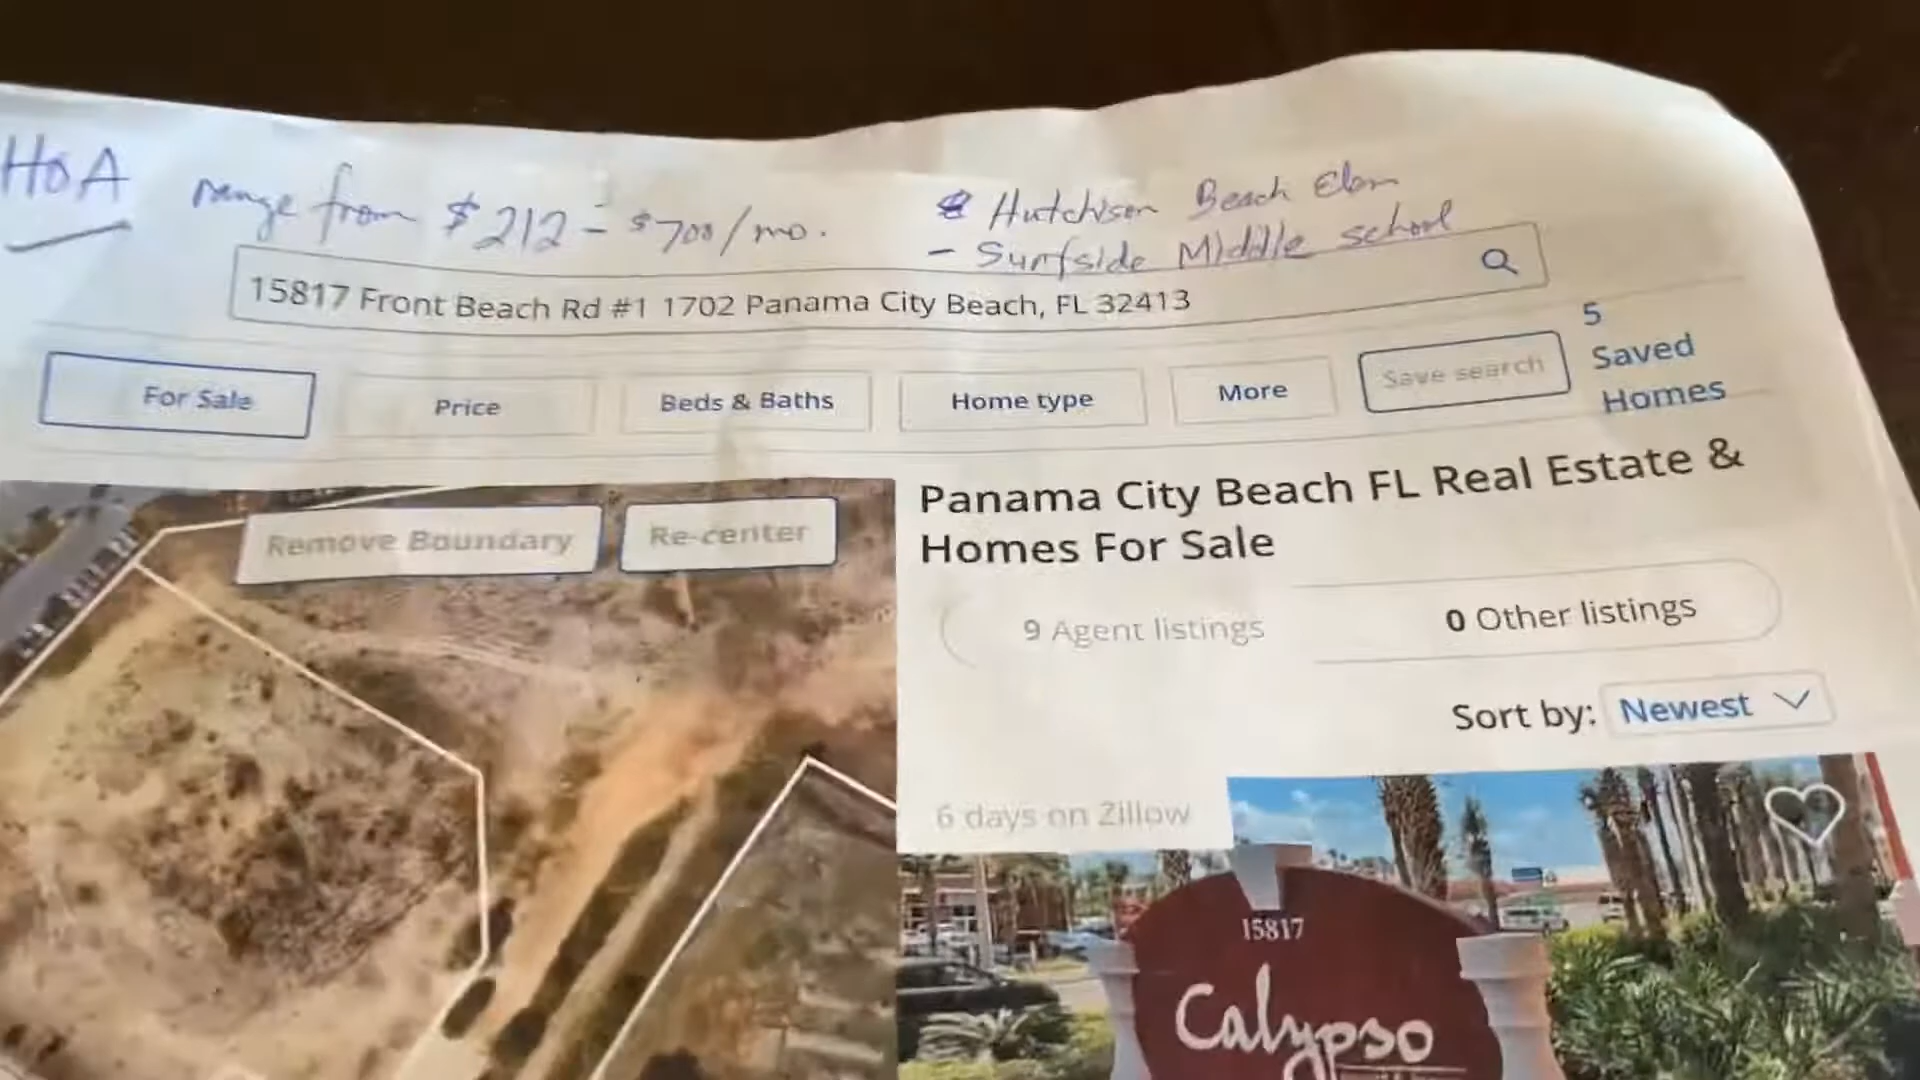 HOA range from $212 - $700/mo.
Hutchison Beach Elem
- Surfside Middle school
15817 Front Beach Rd #1 1702 Panama City Beach, FL 32413
For Sale
Price
Beds & Baths
Home type
More
Save search
5
Saved
Homes
Remove Boundary
Re-center
Panama City Beach FL Real Estate &
Homes For Sale
9 Agent listings
0 Other listings
Sort by: Newest
6 days on Zillow
15817
Calypso